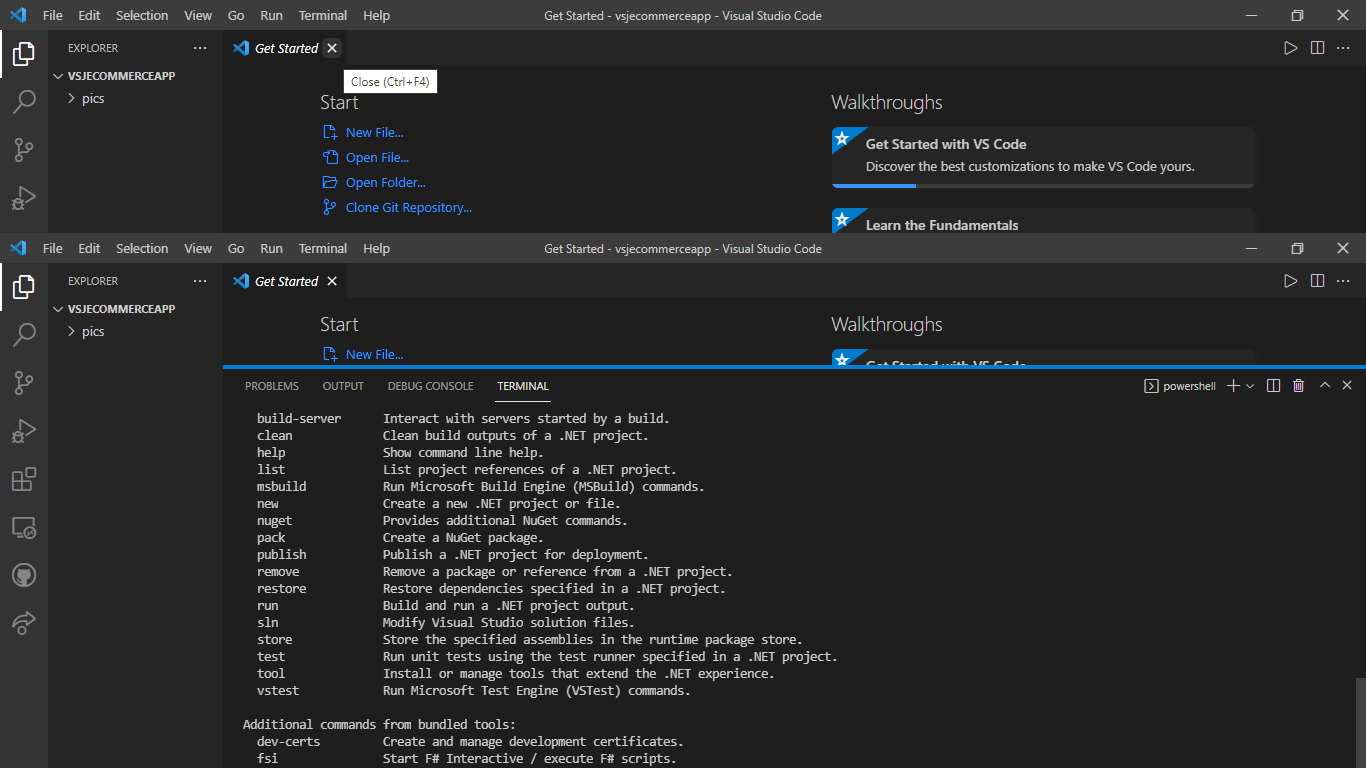 File Edit Selection View Go Run Terminal Help Get Started - vsjecommerceapp - Visual Studio Code
EXPLORER
Get Started
VSJECOMMERCEAPP
Close (Ctrl+F4)
pics
Start
Walkthroughs
New File...
Get Started with VS Code
Open File...
Discover the best customizations to make VS Code yours.
Open Folder...
Clone Git Repository...
Learn the Fundamentals
File Edit Selection View Go Run Terminal Help Get Started - vsjecommerceapp - Visual Studio Code
EXPLORER
Get Started
VSJECOMMERCEAPP
pics
Start
Walkthroughs
New File...
Get Started with VS Code
PROBLEMS OUTPUT DEBUG CONSOLE TERMINAL powershell
build-server Interact with servers started by a build.
clean Clean build outputs of a .NET project.
help Show command line help.
list List project references of a .NET project.
msbuild Run Microsoft Build Engine (MSBuild) commands.
new Create a new .NET project or file.
nuget Provides additional NuGet commands.
pack Create a NuGet package.
publish Publish a .NET project for deployment.
remove Remove a package or reference from a .NET project.
restore Restore dependencies specified in a .NET project.
run Build and run a .NET project output.
sln Modify Visual Studio solution files.
store Store the specified assemblies in the runtime package store.
test Run unit tests using the test runner specified in a .NET project.
tool Install or manage tools that extend the .NET experience.
vstest Run Microsoft Test Engine (VSTest) commands.
Additional commands from bundled tools:
dev-certs Create and manage development certificates.
fsi Start F# Interactive / execute F# scripts.